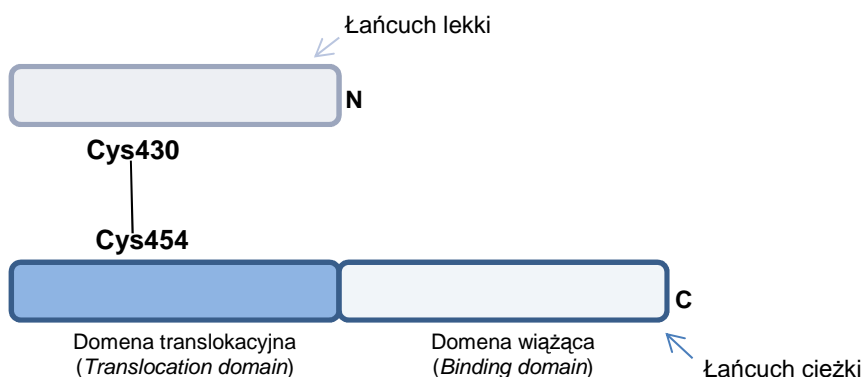 Łańcuch lekki
N
Cys430
Cys454
C
Domena translokacyjna
(Translocation domain)
Domena wiążąca
(Binding domain)
Łańcuch ciężki